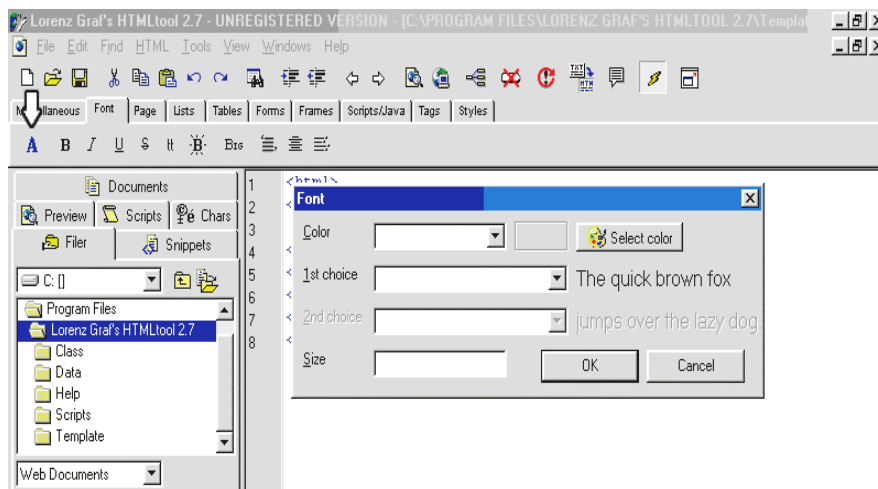 Lorenz Graf's HTMLtool 2.7 - UNREGISTERED VERSION - [C:\PROGRAM FILES\LORENZ GRAF'S HTMLTOOL 2.7\Templat
File Edit Find HTML Tools View Windows Help
Miscellaneous Font Page Lists Tables Forms Frames Scripts/Java Tags Styles
A B I U S tt B BIG
Documents
Preview Scripts Chars
Filer Snippets
C: []
Program Files
Lorenz Graf's HTMLtool 2.7
Class
Data
Help
Scripts
Template
Web Documents
1 <html>
2
3
4
5
6
7
8
Font
Color Select color
1st choice The quick brown fox
2nd choice jumps over the lazy dog.
Size OK Cancel